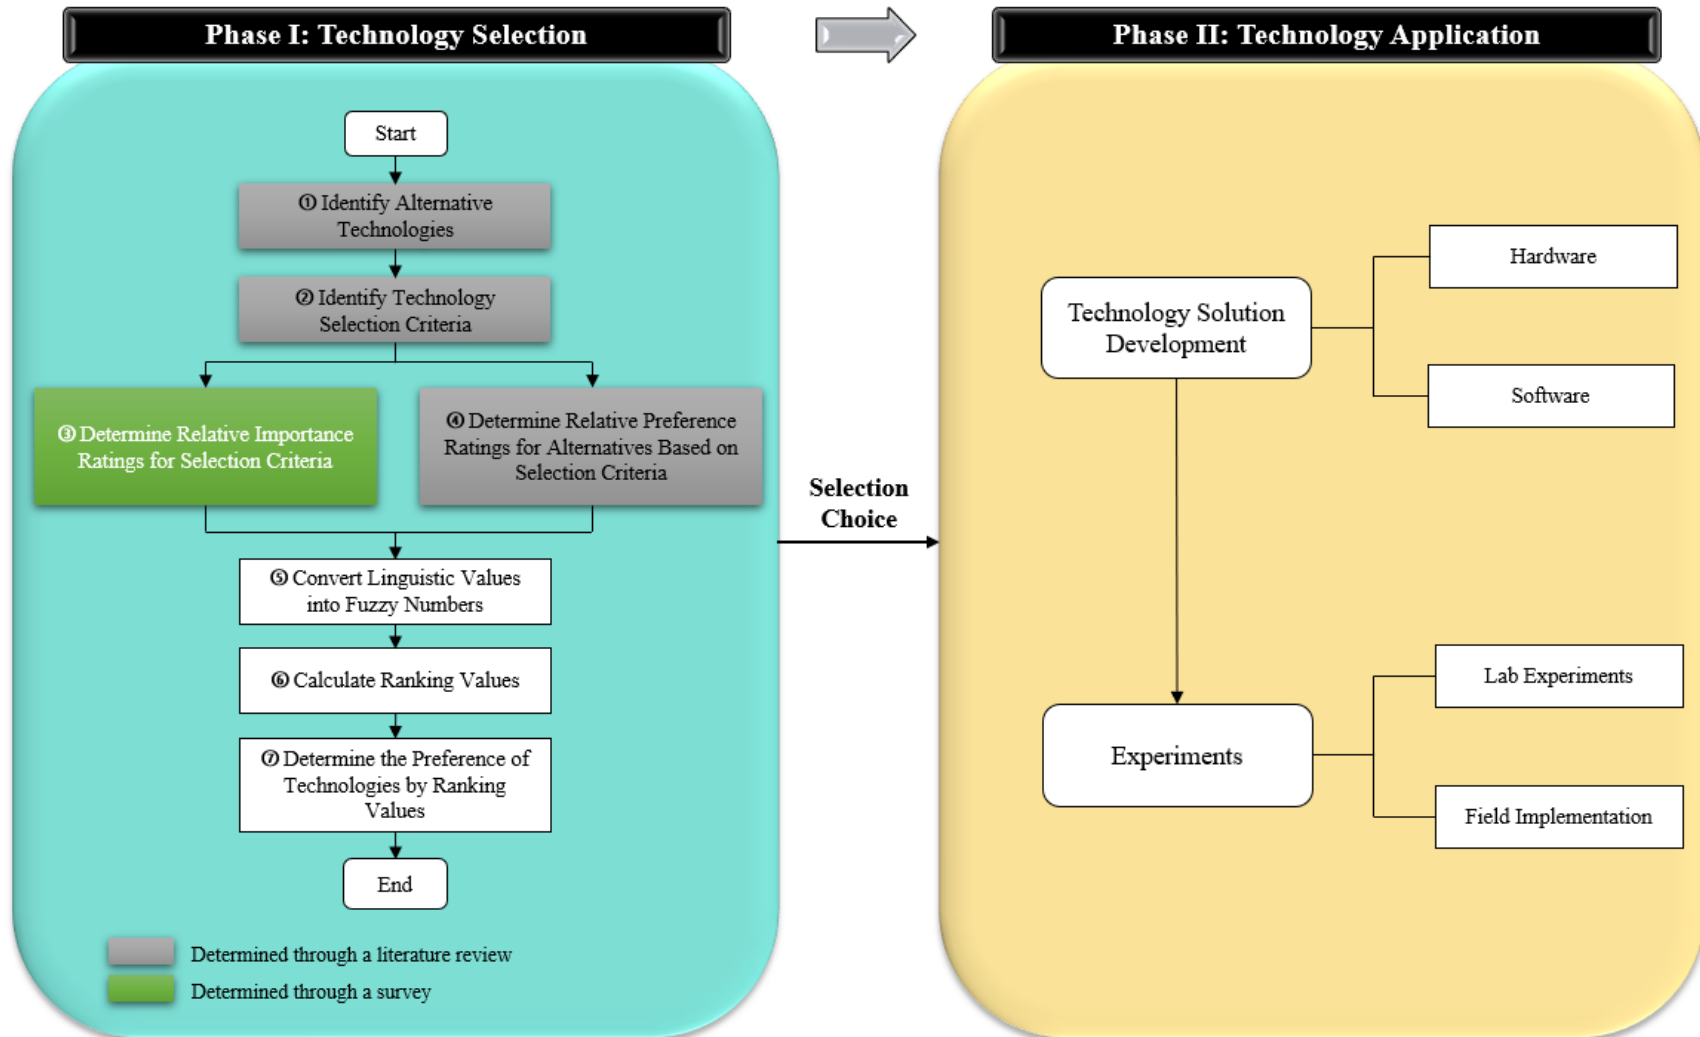 Phase I: Technology Selection
Phase II: Technology Application
Start
① Identify Alternative
Technologies
② Identify Technology
Selection Criteria
③ Determine Relative Importance
Ratings for Selection Criteria
④ Determine Relative Preference
Ratings for Alternatives Based on
Selection Criteria
⑤ Convert Linguistic Values
into Fuzzy Numbers
⑥ Calculate Ranking Values
⑦ Determine the Preference of
Technologies by Ranking
Values
End
Determined through a literature review
Determined through a survey
Selection
Choice
Technology Solution
Development
Hardware
Software
Experiments
Lab Experiments
Field Implementation